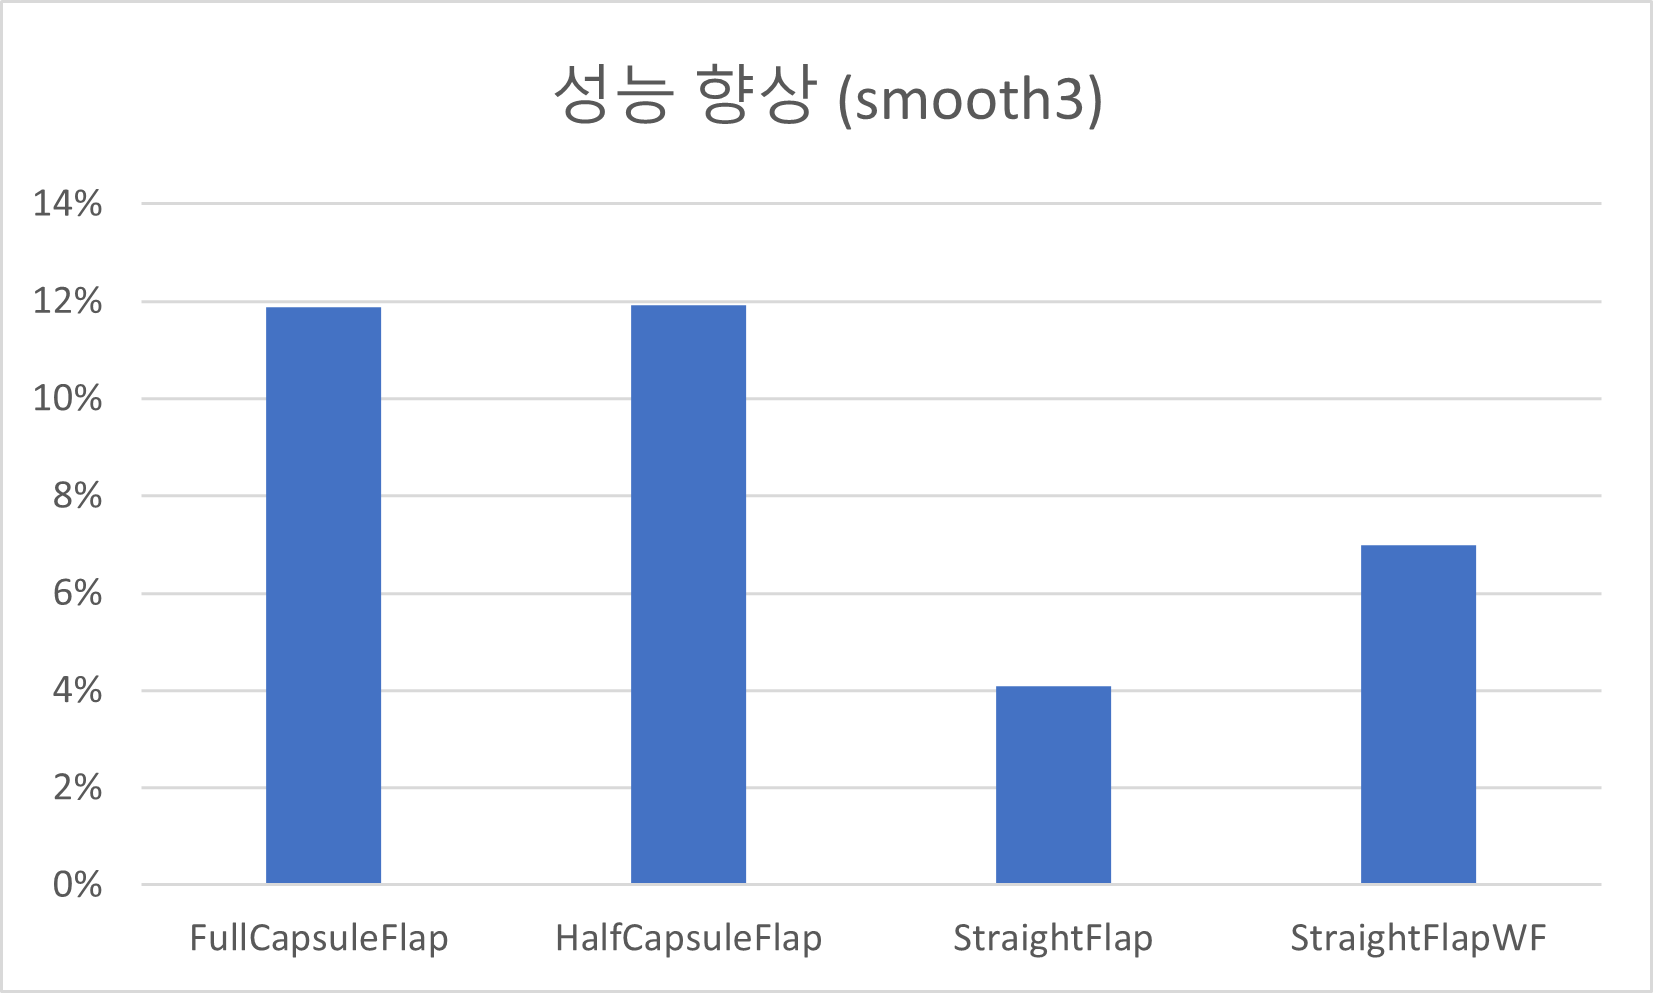 성능 향상 (smooth3)
14%
12%
10%
8%
6%
4%
2%
0%
FullCapsuleFlap
HalfCapsuleFlap
StraightFlap
StraightFlapWF